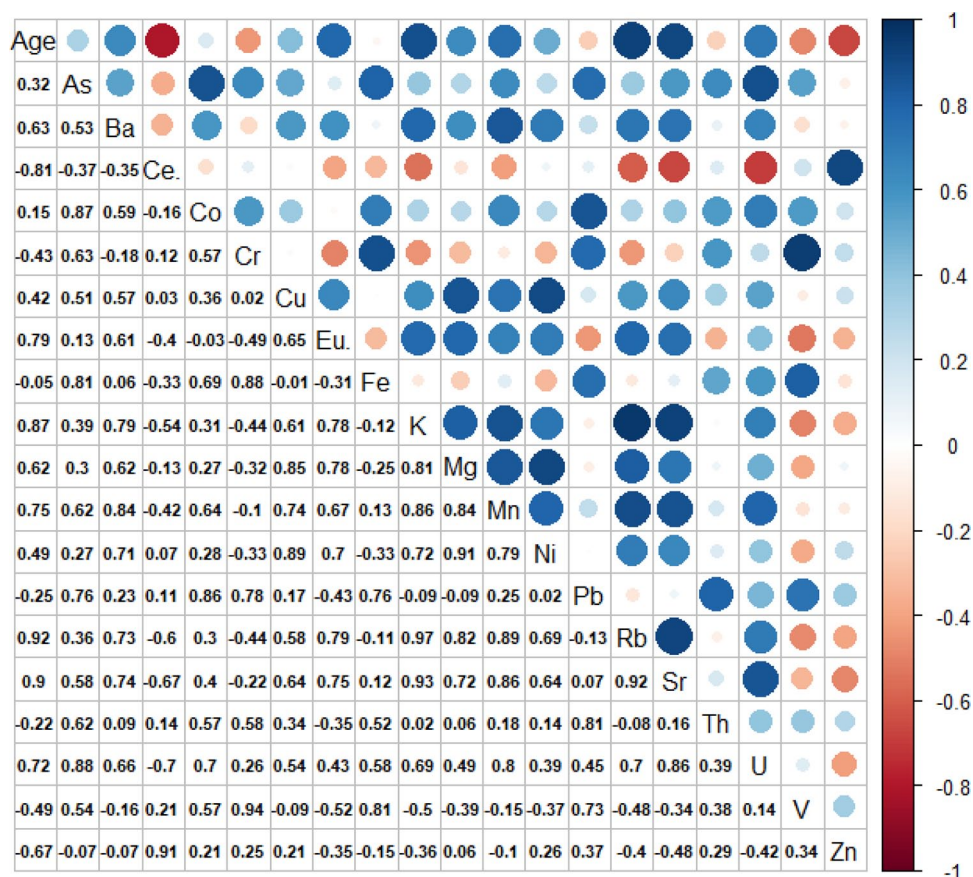 Age
0.32 As
0.63 0.53 Ba
-0.81 -0.37 -0.35 Ce.
0.15 0.87 0.59 -0.16 Co
-0.43 0.63 -0.18 0.12 0.57 Cr
0.42 0.51 0.57 0.03 0.36 0.02 Cu
0.79 0.13 0.61 -0.4 -0.03 -0.49 0.65 Eu.
-0.05 0.81 0.06 -0.33 0.69 0.88 -0.01 -0.31 Fe
0.87 0.39 0.79 -0.54 0.31 -0.44 0.61 0.78 -0.12 K
0.62 0.3 0.62 -0.13 0.27 -0.32 0.85 0.78 -0.25 0.81 Mg
0.75 0.62 0.84 -0.42 0.64 -0.1 0.74 0.67 0.13 0.86 0.84 Mn
0.49 0.27 0.71 0.07 0.28 -0.33 0.89 0.7 -0.33 0.72 0.91 0.79 Ni
-0.25 0.76 0.23 0.11 0.86 0.78 0.17 -0.43 0.76 -0.09 -0.09 0.25 0.02 Pb
0.92 0.36 0.73 -0.6 0.3 -0.44 0.58 0.79 -0.11 0.97 0.82 0.89 0.69 -0.13 Rb
0.9 0.58 0.74 -0.67 0.4 -0.22 0.64 0.75 0.12 0.93 0.72 0.86 0.64 0.07 0.92 Sr
-0.22 0.62 0.09 0.14 0.57 0.58 0.34 -0.35 0.52 0.02 0.06 0.18 0.14 0.81 -0.08 0.16 Th
0.72 0.88 0.66 -0.7 0.7 0.26 0.54 0.43 0.58 0.69 0.49 0.8 0.39 0.45 0.7 0.86 0.39 U
-0.49 0.54 -0.16 0.21 0.57 0.94 -0.09 -0.52 0.81 -0.5 -0.39 -0.15 -0.37 0.73 -0.48 -0.34 0.38 0.14 V
-0.67 -0.07 -0.07 0.91 0.21 0.25 0.21 -0.35 -0.15 -0.36 0.06 -0.1 0.26 0.37 -0.4 -0.48 0.29 -0.42 0.34 Zn
1
0.8
0.6
0.4
0.2
0
-0.2
-0.4
-0.6
-0.8
-1